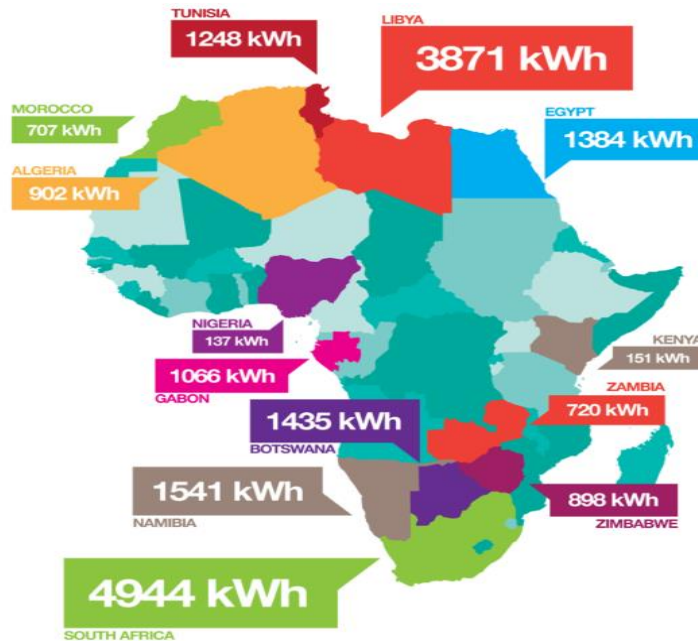 TUNISIA
1248 kWh
LIBYA
3871 kWh
MOROCCO
707 kWh
EGYPT
1384 kWh
ALGERIA
902 kWh
NIGERIA
137 kWh
KENYA
151 kWh
1066 kWh
GABON
ZAMBIA
720 kWh
1435 kWh
BOTSWANA
1541 kWh
NAMIBIA
898 kWh
ZIMBABWE
4944 kWh
SOUTH AFRICA